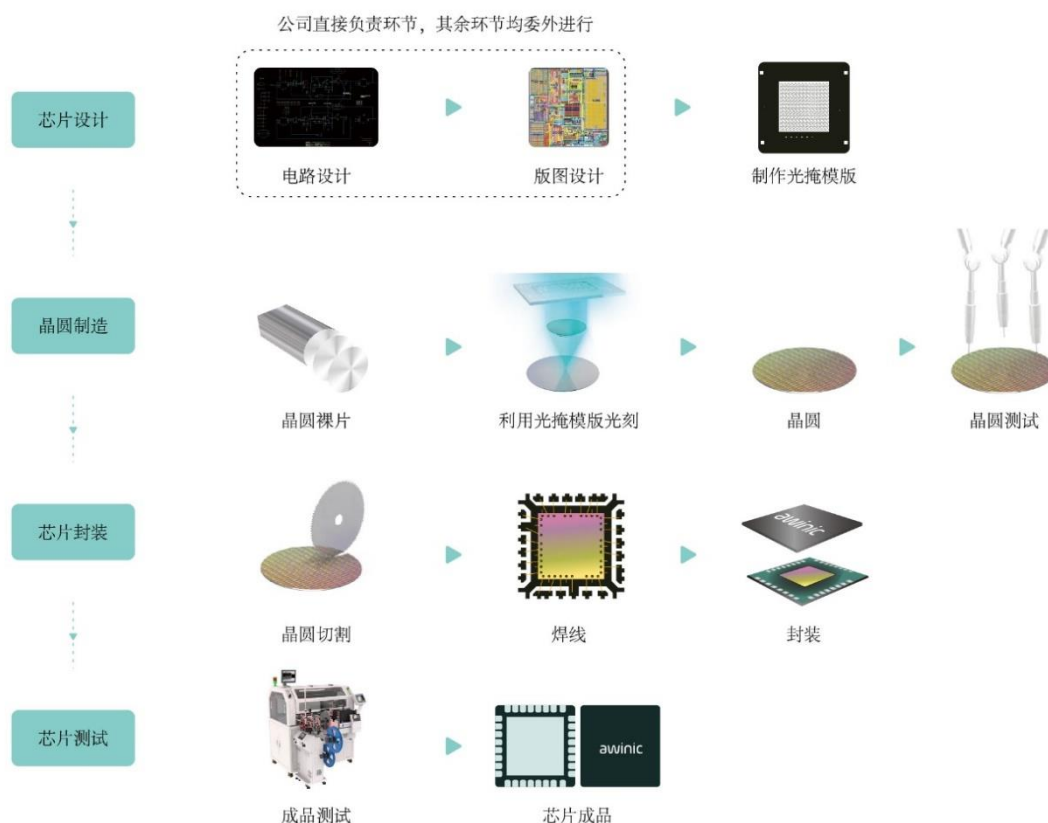 公司直接负责环节，其余环节均委外进行
芯片设计
电路设计
版图设计
制作光掩模版
晶圆制造
晶圆裸片
利用光掩模版光刻
晶圆
晶圆测试
芯片封装
awinic
晶圆切割
焊线
封装
芯片测试
awinic
成品测试
芯片成品